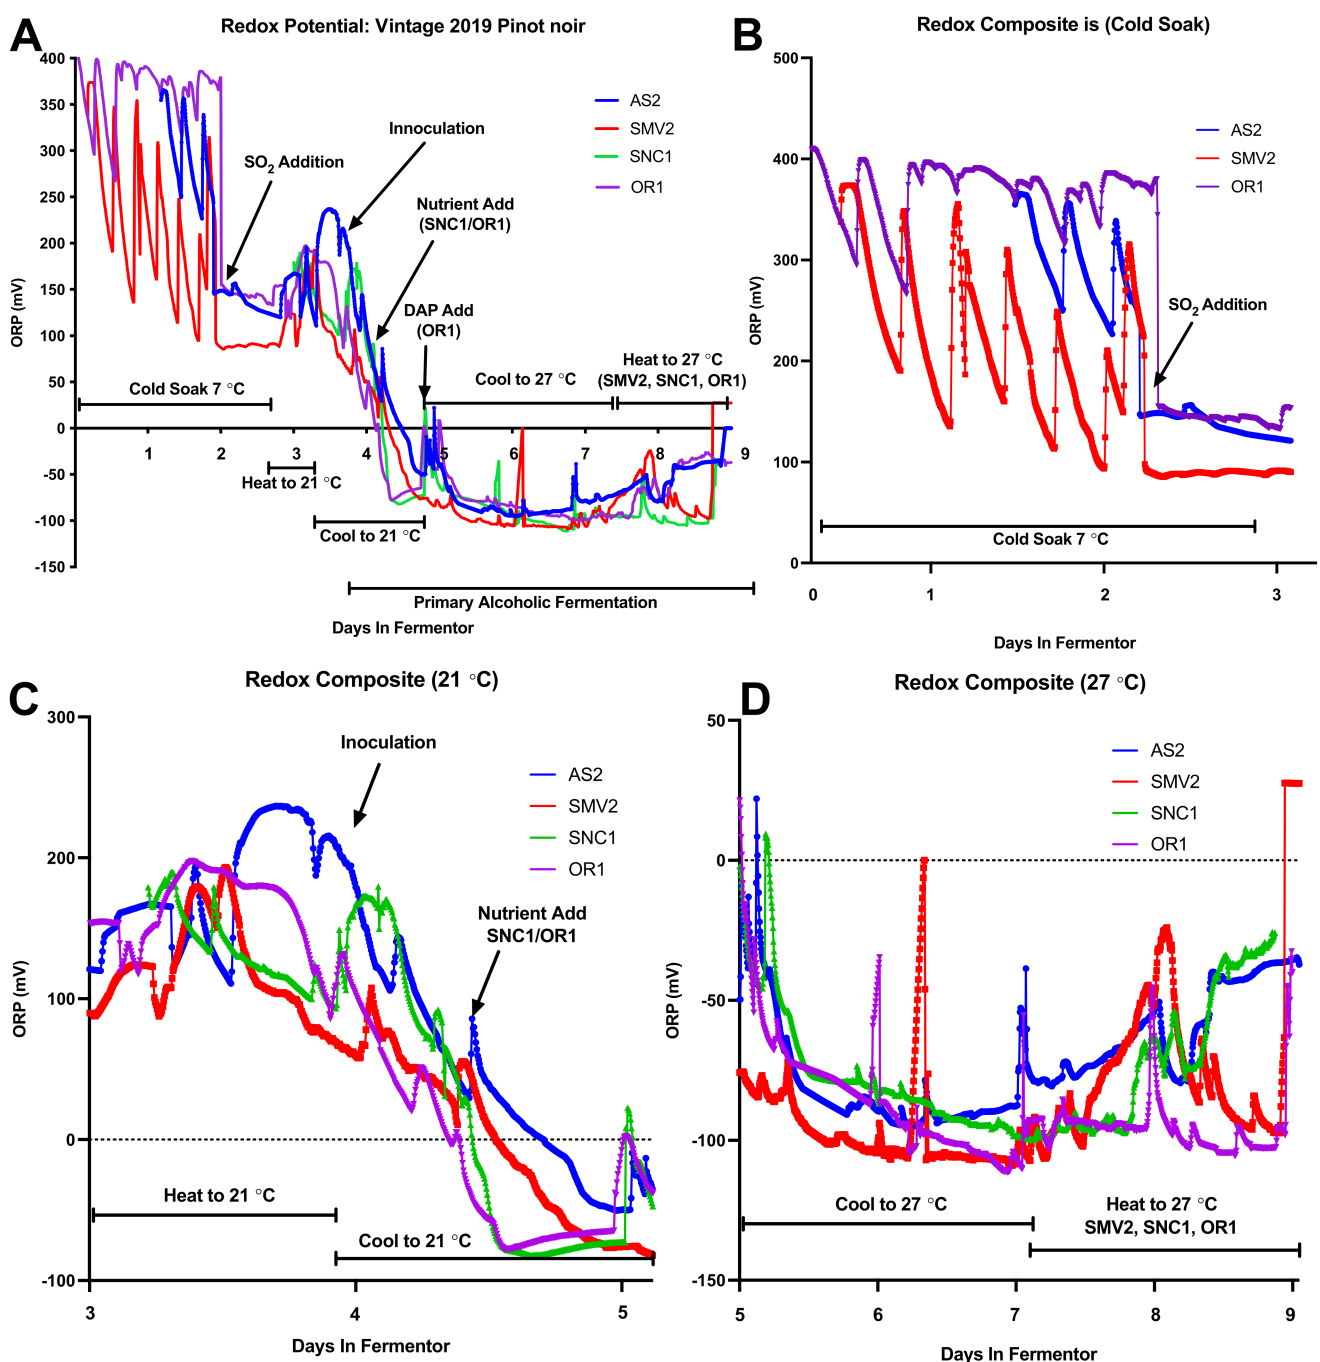 A
Redox Potential: Vintage 2019 Pinot noir
400
350
300
250
200
150
100
50
0
-50
-100
-150
ORP (mV)
AS2
SMV2
SNC1
OR1
Innoculation
SO2 Addition
Nutrient Add
(SNC1/OR1)
DAP Add
(OR1)
Heat to 27 °C
(SMV2, SNC1, OR1)
Cold Soak 7 °C
Cool to 27 °C
1
2
3
4
5
6
7
8
9
Heat to 21 °C
Cool to 21 °C
Primary Alcoholic Fermentation
Days In Fermentor
B
Redox Composite is (Cold Soak)
500
400
300
200
100
0
ORP (mV)
AS2
SMV2
OR1
SO2 Addition
Cold Soak 7 °C
0
1
2
3
Days In Fermentor
C
Redox Composite (21 °C)
300
200
100
0
-100
ORP (mV)
Inoculation
AS2
SMV2
SNC1
OR1
Nutrient Add
SNC1/OR1
Heat to 21 °C
Cool to 21 °C
3
4
5
Days In Fermentor
D
Redox Composite (27 °C)
50
0
-50
-100
-150
ORP (mV)
AS2
SMV2
SNC1
OR1
Cool to 27 °C
Heat to 27 °C
SMV2, SNC1, OR1
5
6
7
8
9
Days In Fermentor